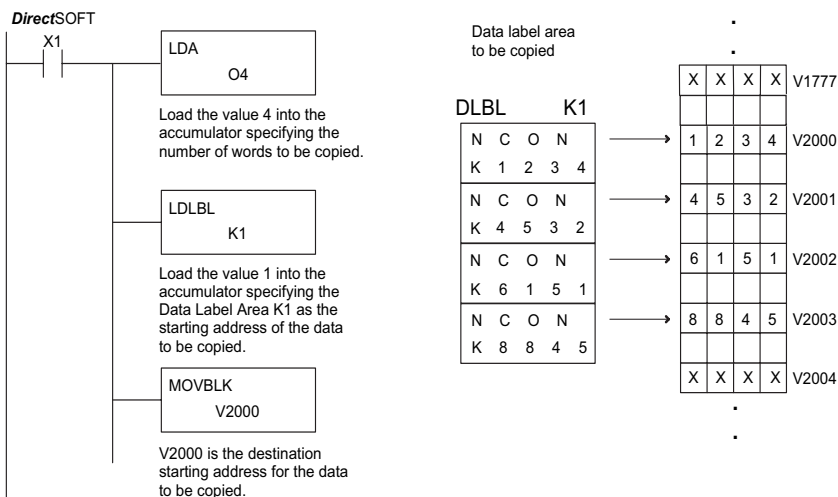 DirectSOFT
X1
LDA
O4
Load the value 4 into the
accumulator specifying the
number of words to be copied.
LDLBL
K1
Load the value 1 into the
accumulator specifying the
Data Label Area K1 as the
starting address of the data
to be copied.
MOVBLK
V2000
V2000 is the destination
starting address for the data
to be copied.
Data label area
to be copied
DLBL K1
N C O N
K 1 2 3 4
N C O N
K 4 5 3 2
N C O N
K 6 1 5 1
N C O N
K 8 8 4 5
X X X X V1777
1 2 3 4 V2000
4 5 3 2 V2001
6 1 5 1 V2002
8 8 4 5 V2003
X X X X V2004